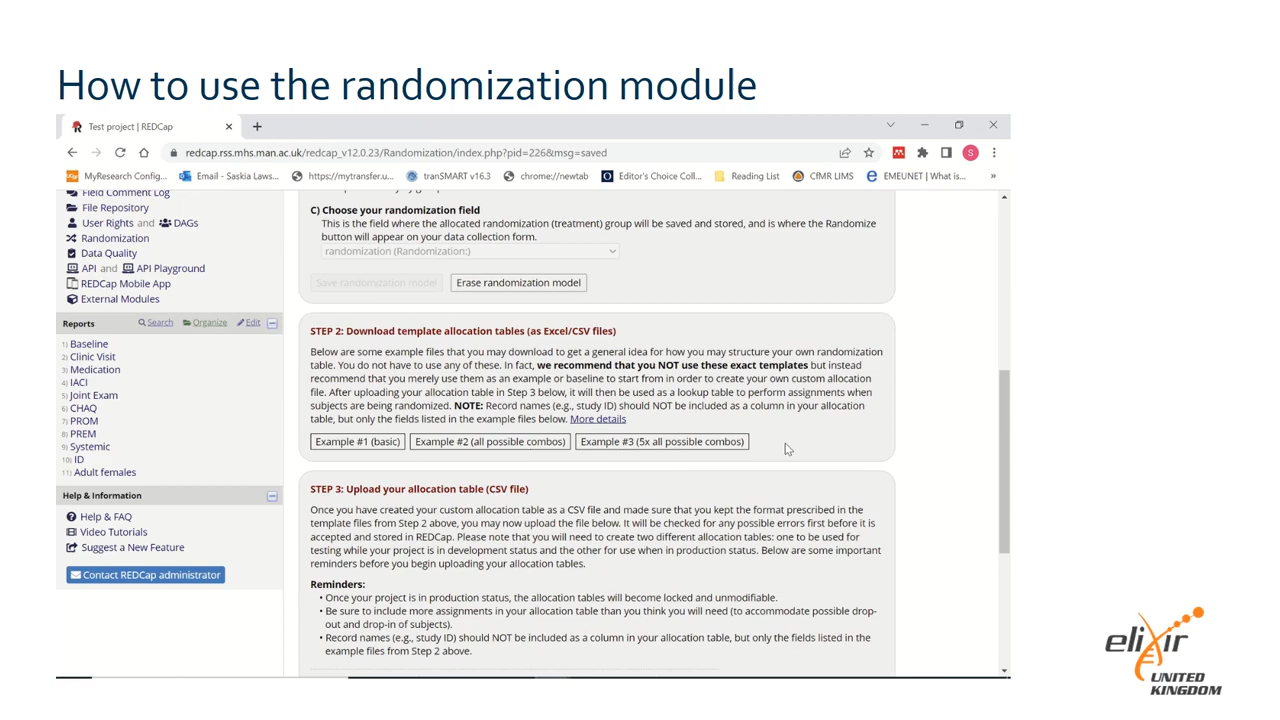 How to use the randomization module
Test project | REDCap
redcap.rss.mhs.man.ac.uk/redcap_v12.0.23/Randomization/index.php?pid=226&msg=saved
S
MyResearch Config...
Email - Saskia Laws...
https://mytransfer.u...
tranSMART v16.3
chrome://newtab
Editor's Choice Coll...
Reading List
CfMR LIMS
EMEUNET | What is...
»
Field Comment Log
File Repository
User Rights and DAGs
Randomization
Data Quality
API and API Playground
REDCap Mobile App
External Modules
Reports
Search
Organize
Edit
1) Baseline
2) Clinic Visit
3) Medication
4) IACI
5) Joint Exam
6) CHAQ
7) PROM
8) PREM
9) Systemic
10) ID
11) Adult females
Help & Information
Help & FAQ
Video Tutorials
Suggest a New Feature
Contact REDCap administrator
C) Choose your randomization field
This is the field where the allocated randomization (treatment) group will be saved and stored, and is where the Randomize
button will appear on your data collection form.
randomization (Randomization:)
Save randomization model
Erase randomization model
STEP 2: Download template allocation tables (as Excel/CSV files)
Below are some example files that you may download to get a general idea for how you may structure your own randomization
table. You do not have to use any of these. In fact, we recommend that you NOT use these exact templates but instead
recommend that you merely use them as an example or baseline to start from in order to create your own custom allocation
file. After uploading your allocation table in Step 3 below, it will then be used as a lookup table to perform assignments when
subjects are being randomized. NOTE: Record names (e.g., study ID) should NOT be included as a column in your allocation
table, but only the fields listed in the example files below. More details
Example #1 (basic)
Example #2 (all possible combos)
Example #3 (5x all possible combos)
STEP 3: Upload your allocation table (CSV file)
Once you have created your custom allocation table as a CSV file and made sure that you kept the format prescribed in the
template files from Step 2 above, you may now upload the file below. It will be checked for any possible errors first before it is
accepted and stored in REDCap. Please note that you will need to create two different allocation tables: one to be used for
testing while your project is in development status and the other for use when in production status. Below are some important
reminders before you begin uploading your allocation tables.
Reminders:
• Once your project is in production status, the allocation tables will become locked and unmodifiable.
• Be sure to include more assignments in your allocation table than you think you will need (to accommodate possible drop-
out and drop-in of subjects).
• Record names (e.g., study ID) should NOT be included as a column in your allocation table, but only the fields listed in the
example files from Step 2 above.
elixir
UNITED
KINGDOM